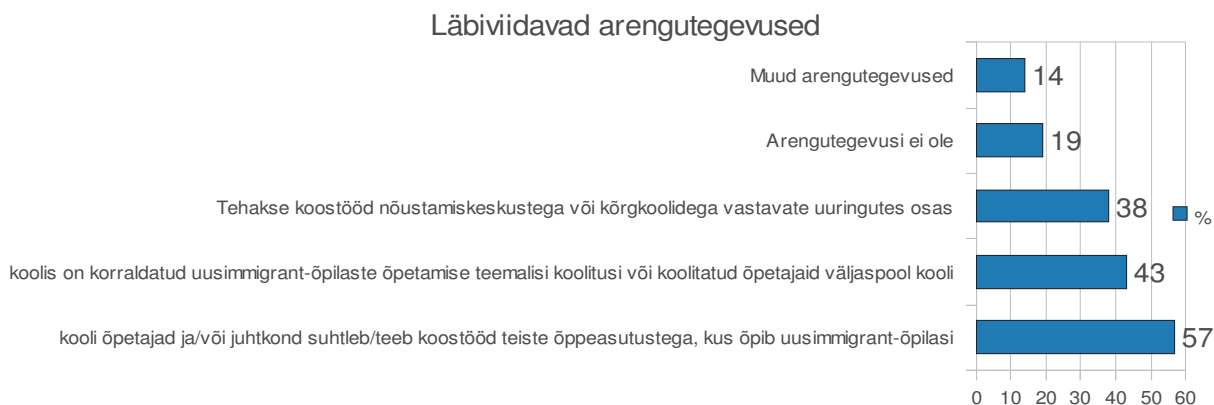 Läbiviidavad arengutegevused
Muud arengutegevused
14
Arengutegevusi ei ole
19
Tehakse koostööd nõustamiskeskustega või kõrgkoolidega vastavate uuringutes osas
38
%
koolis on korraldatud uusimmigrant-õpilaste õpetamise teemalisi koolitusi või koolitatud õpetajaid väljaspool kooli
43
kooli õpetajad ja/või juhtkond suhtleb/teeb koostööd teiste õppeasutustega, kus õpib uusimmigrant-õpilasi
57
0 10 20 30 40 50 60